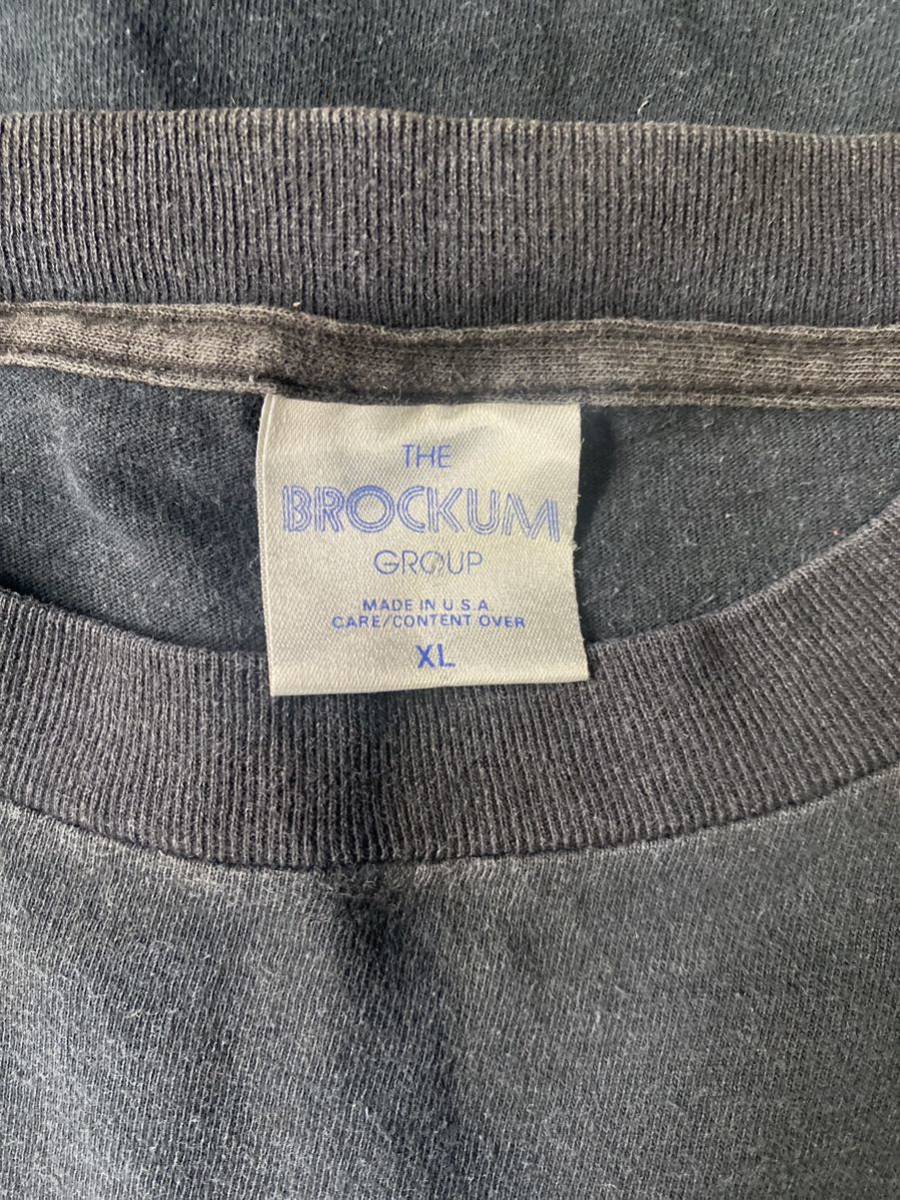 THE
BROCKUM
GROUP
MADE IN U.S.A.
CARE/CONTENT OVER
XL